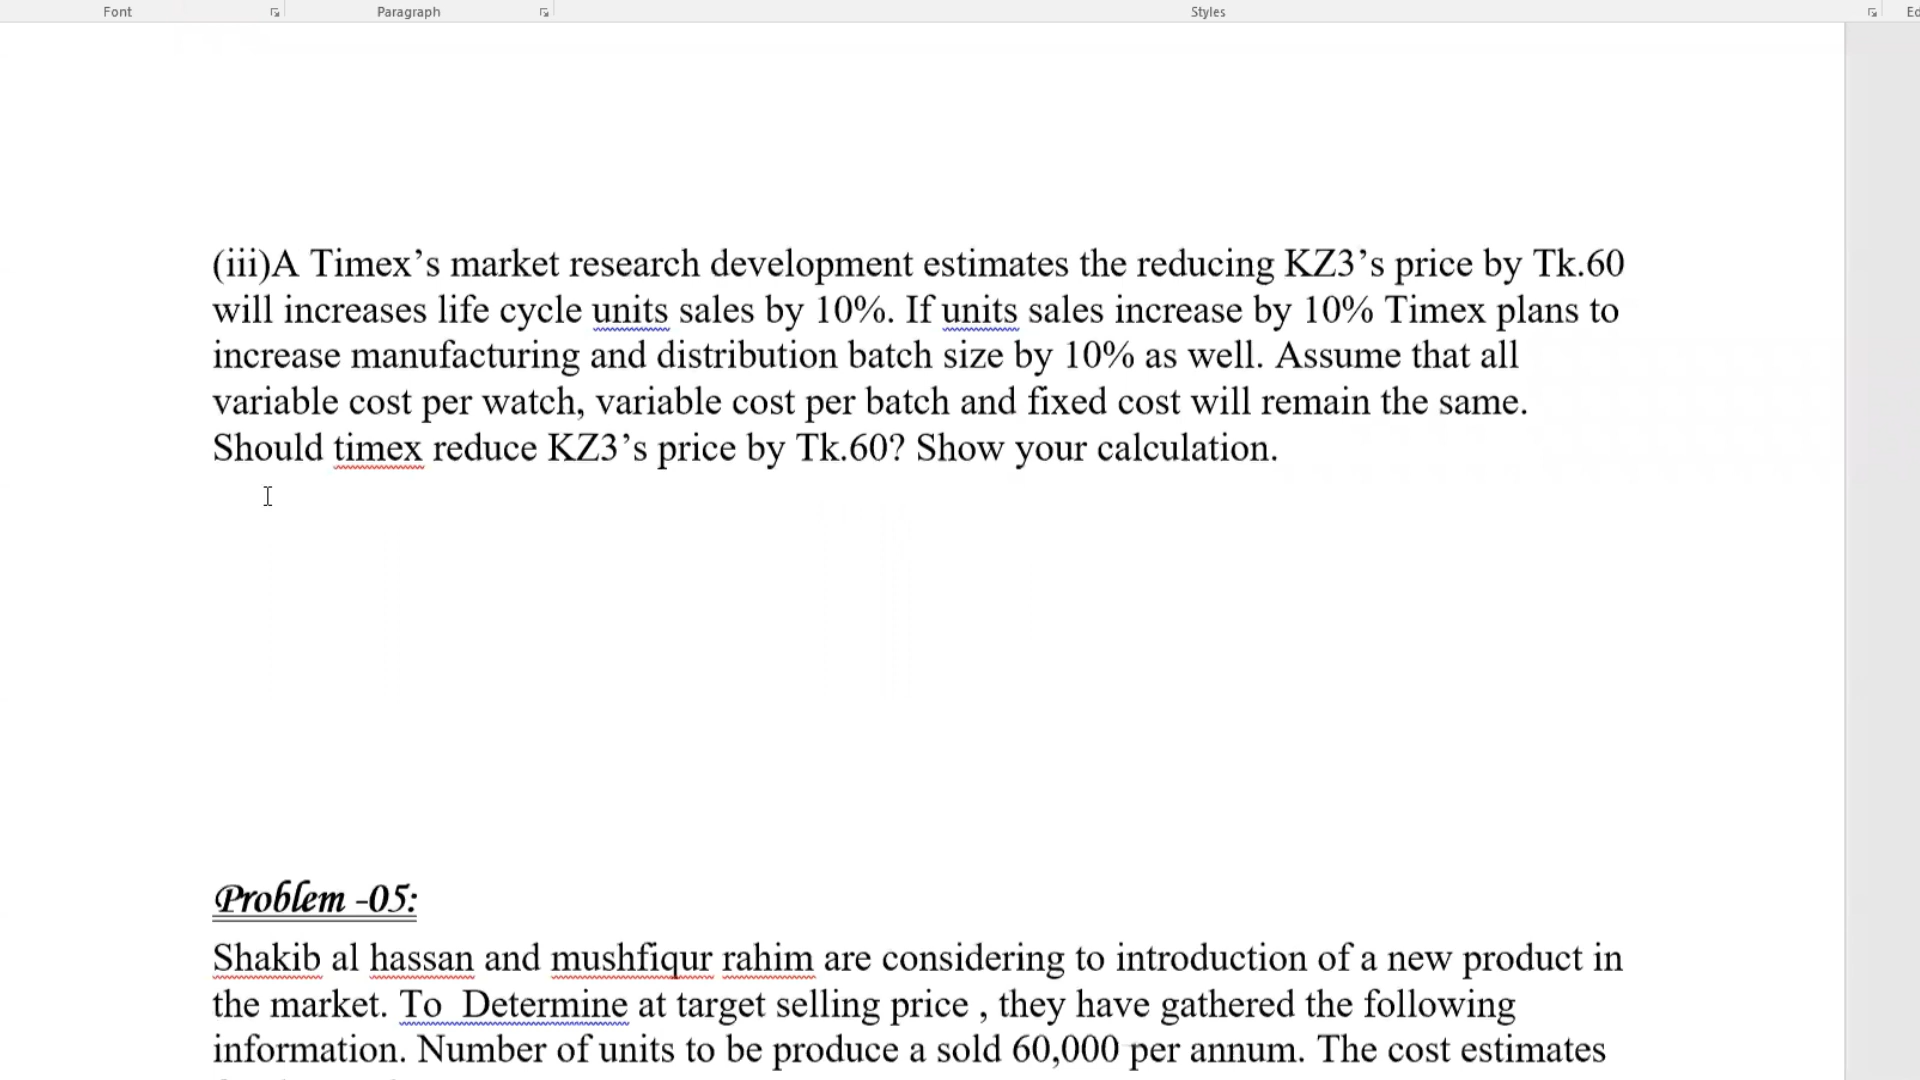 Font Paragraph Styles
(iii)A Timex’s market research development estimates the reducing KZ3’s price by Tk.60
will increases life cycle units sales by 10%. If units sales increase by 10% Timex plans to
increase manufacturing and distribution batch size by 10% as well. Assume that all
variable cost per watch, variable cost per batch and fixed cost will remain the same.
Should timex reduce KZ3’s price by Tk.60? Show your calculation.
Problem -05:
Shakib al hassan and mushfiqur rahim are considering to introduction of a new product in
the market. To Determine at target selling price , they have gathered the following
information. Number of units to be produce a sold 60,000 per annum. The cost estimates